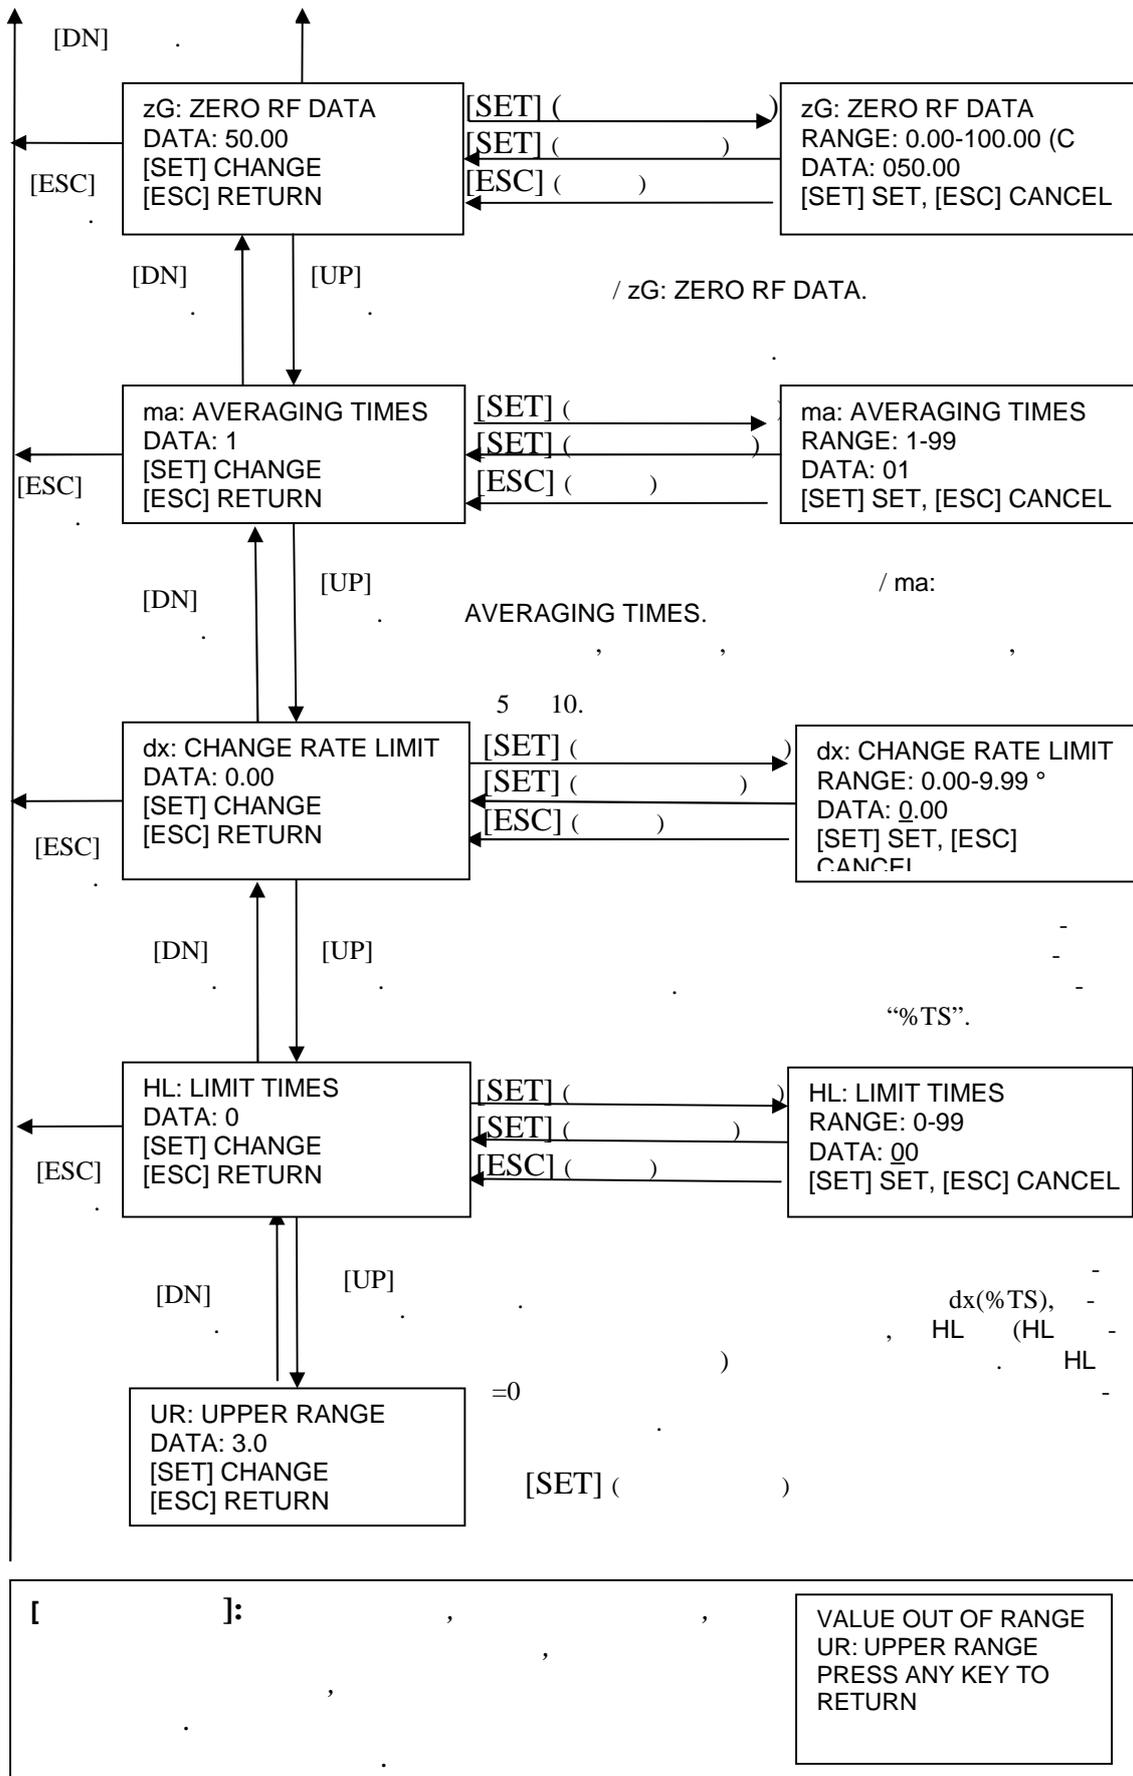 [DN] .
zG: ZERO RF DATA
DATA: 50.00
[SET] CHANGE
[ESC] RETURN
[SET] ( )
[SET] ( )
[ESC] ( )
zG: ZERO RF DATA
RANGE: 0.00-100.00 (C
DATA: 050.00
[SET] SET, [ESC] CANCEL
[ESC]
.
[DN]
.
[UP]
.
/ zG: ZERO RF DATA.
.
ma: AVERAGING TIMES
DATA: 1
[SET] CHANGE
[ESC] RETURN
[SET] ( )
[SET] ( )
[ESC] ( )
ma: AVERAGING TIMES
RANGE: 1-99
DATA: 01
[SET] SET, [ESC] CANCEL
[ESC]
.
[DN]
.
[UP]
.
/ ma:
AVERAGING TIMES.
, , ,
5 10.
dx: CHANGE RATE LIMIT
DATA: 0.00
[SET] CHANGE
[ESC] RETURN
[SET] ( )
[SET] ( )
[ESC] ( )
dx: CHANGE RATE LIMIT
RANGE: 0.00-9.99 °
DATA: 0.00
[SET] SET, [ESC]
CANCEL
[ESC]
.
[DN]
.
[UP]
.
-
-
. -
“%TS”.
HL: LIMIT TIMES
DATA: 0
[SET] CHANGE
[ESC] RETURN
[SET] ( )
[SET] ( )
[ESC] ( )
HL: LIMIT TIMES
RANGE: 0-99
DATA: 00
[SET] SET, [ESC] CANCEL
[ESC]
.
[DN]
.
[UP]
.
-
. dx(%TS), -
, HL (HL -
) . HL
=0 -
.
UR: UPPER RANGE
DATA: 3.0
[SET] CHANGE
[ESC] RETURN
[SET] ( )
[ ]: , ,
,
,
.
.
VALUE OUT OF RANGE
UR: UPPER RANGE
PRESS ANY KEY TO
RETURN